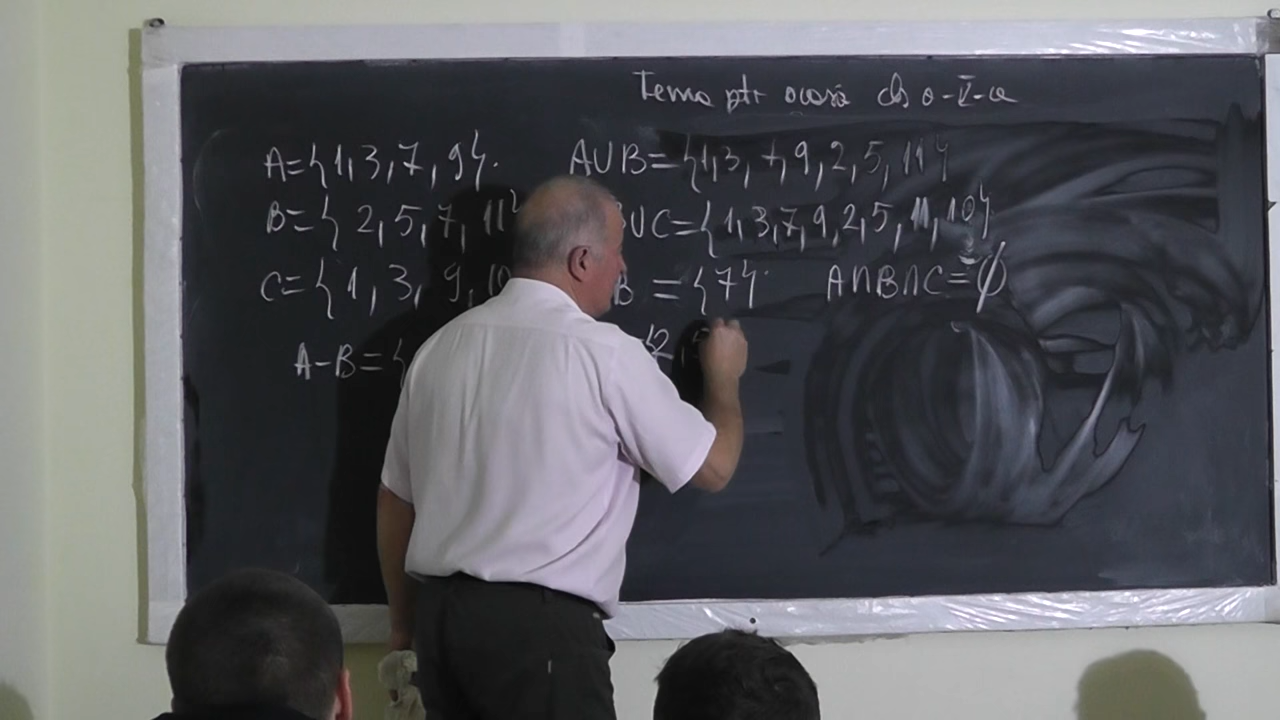 Tema ptr acasă cls a-V-a
A={1,3,7,9}. A∪B={1,3,7,9,2,5,11}
B={2,5,7,11} B∪C={1,3,7,9,2,5,11,10}
C={1,3,9,10 B={7}. A∩B∩C=∅
A-B={ {2